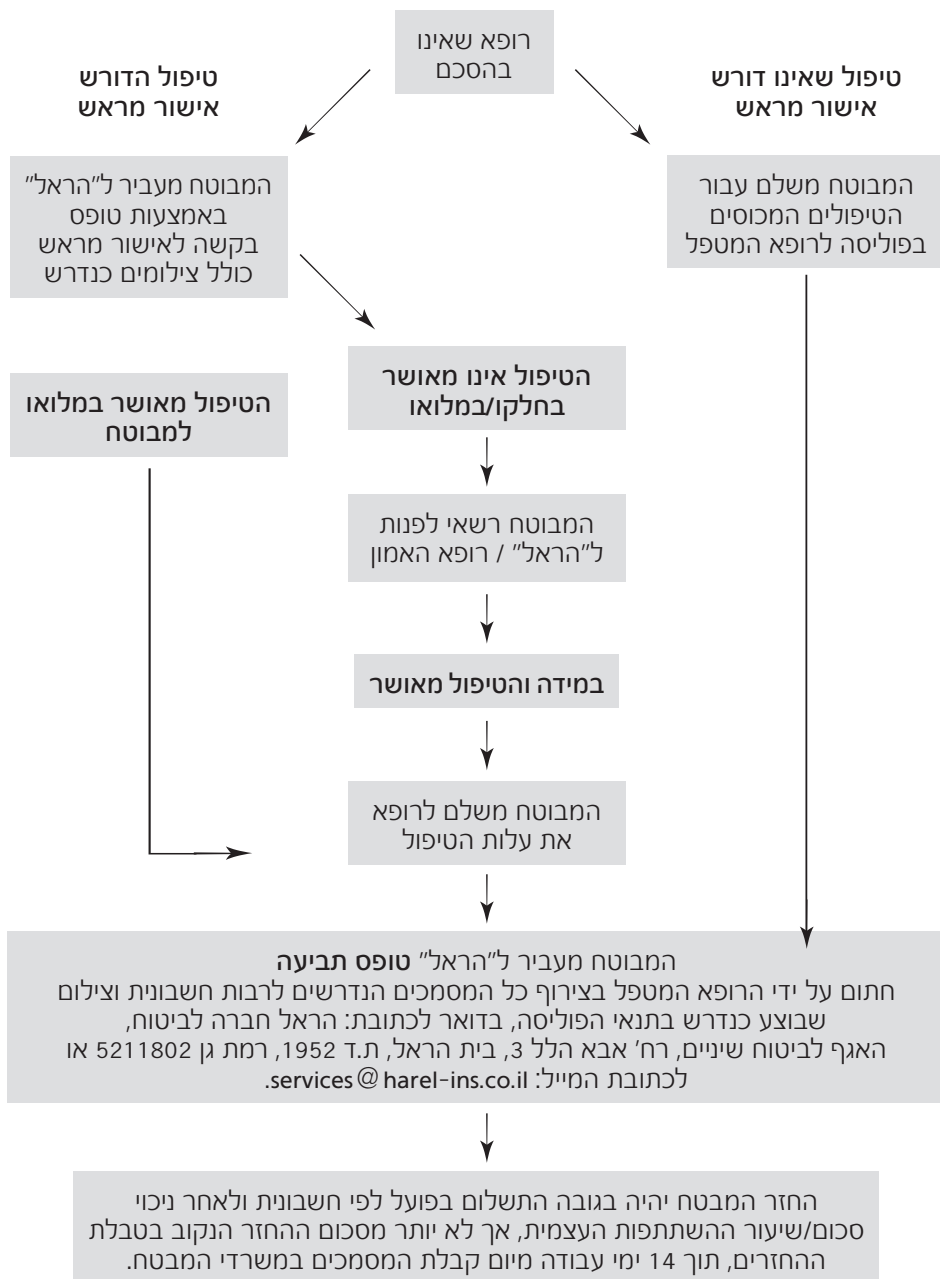 רופא שאינו
בהסכם
טיפול שאינו דורש
אישור מראש
טיפול הדורש
אישור מראש
המבוטח משלם עבור
הטיפולים המכוסים
בפוליסה לרופא המטפל
המבוטח מעביר ל"הראל"
באמצעות טופס
בקשה לאישור מראש
כולל צילומים כנדרש
הטיפול אינו מאושר
בחלקו/במלואו
הטיפול מאושר במלואו
למבוטח
המבוטח רשאי לפנות
ל"הראל" / רופא האמון
במידה והטיפול מאושר
המבוטח משלם לרופא
את עלות הטיפול
המבוטח מעביר ל"הראל" טופס תביעה
חתום על ידי הרופא המטפל בצירוף כל המסמכים הנדרשים לרבות חשבונית וצילום
שבוצע כנדרש בתנאי הפוליסה, בדואר לכתובת: הראל חברה לביטוח,
האגף לביטוח שיניים, רח' אבא הלל 3, בית הראל, ת.ד 1952, רמת גן 5211802 או
לכתובת המייל: services@harel-ins.co.il.
החזר המבטח יהיה בגובה התשלום בפועל לפי חשבונית ולאחר ניכוי
סכום/שיעור ההשתתפות העצמית, אך לא יותר מסכום ההחזר הנקוב בטבלת
ההחזרים, תוך 14 ימי עבודה מיום קבלת המסמכים במשרדי המבטח.